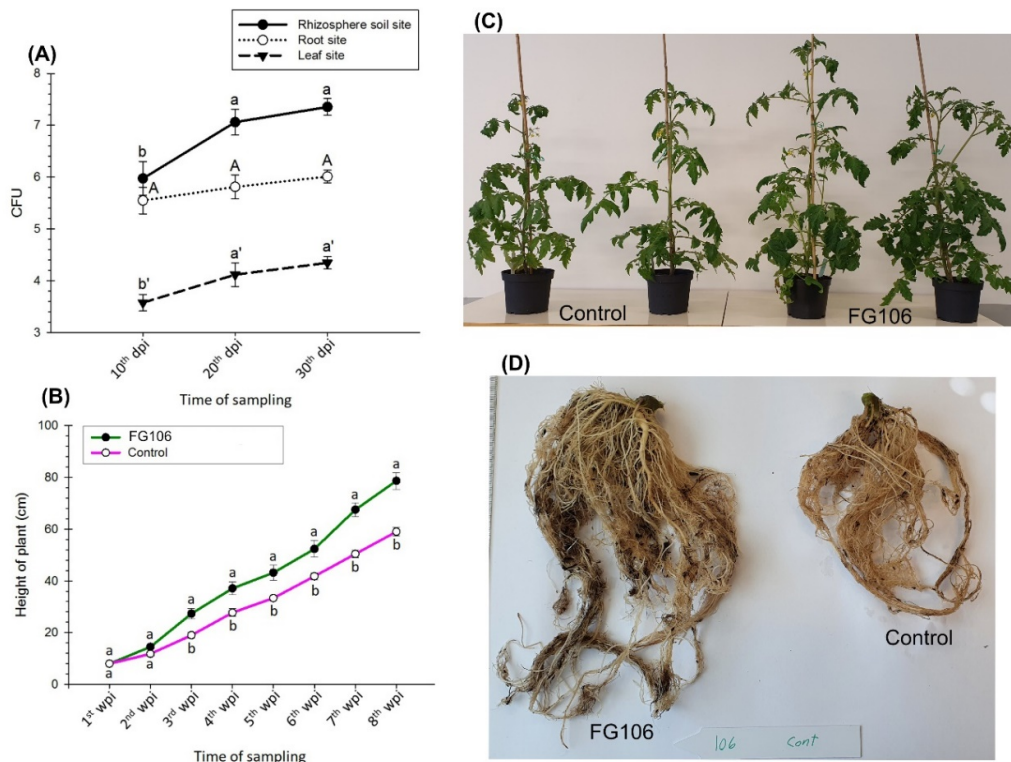 (A)
Rhizosphere soil site
Root site
Leaf site
8
7
6
5
4
3
CFU
b
a
a
A
A
A
b'
a'
a'
10th dpi
20th dpi
30th dpi
Time of sampling
(B)
FG106
Control
100
80
60
40
20
0
Height of plant (cm)
a
a
a
a
a
a
a
a
a
a
b
b
b
b
b
b
1st wpi
2nd wpi
3rd wpi
4th wpi
5th wpi
6th wpi
7th wpi
8th wpi
Time of sampling
(C)
Control
FG106
(D)
FG106
Control
106 Cont